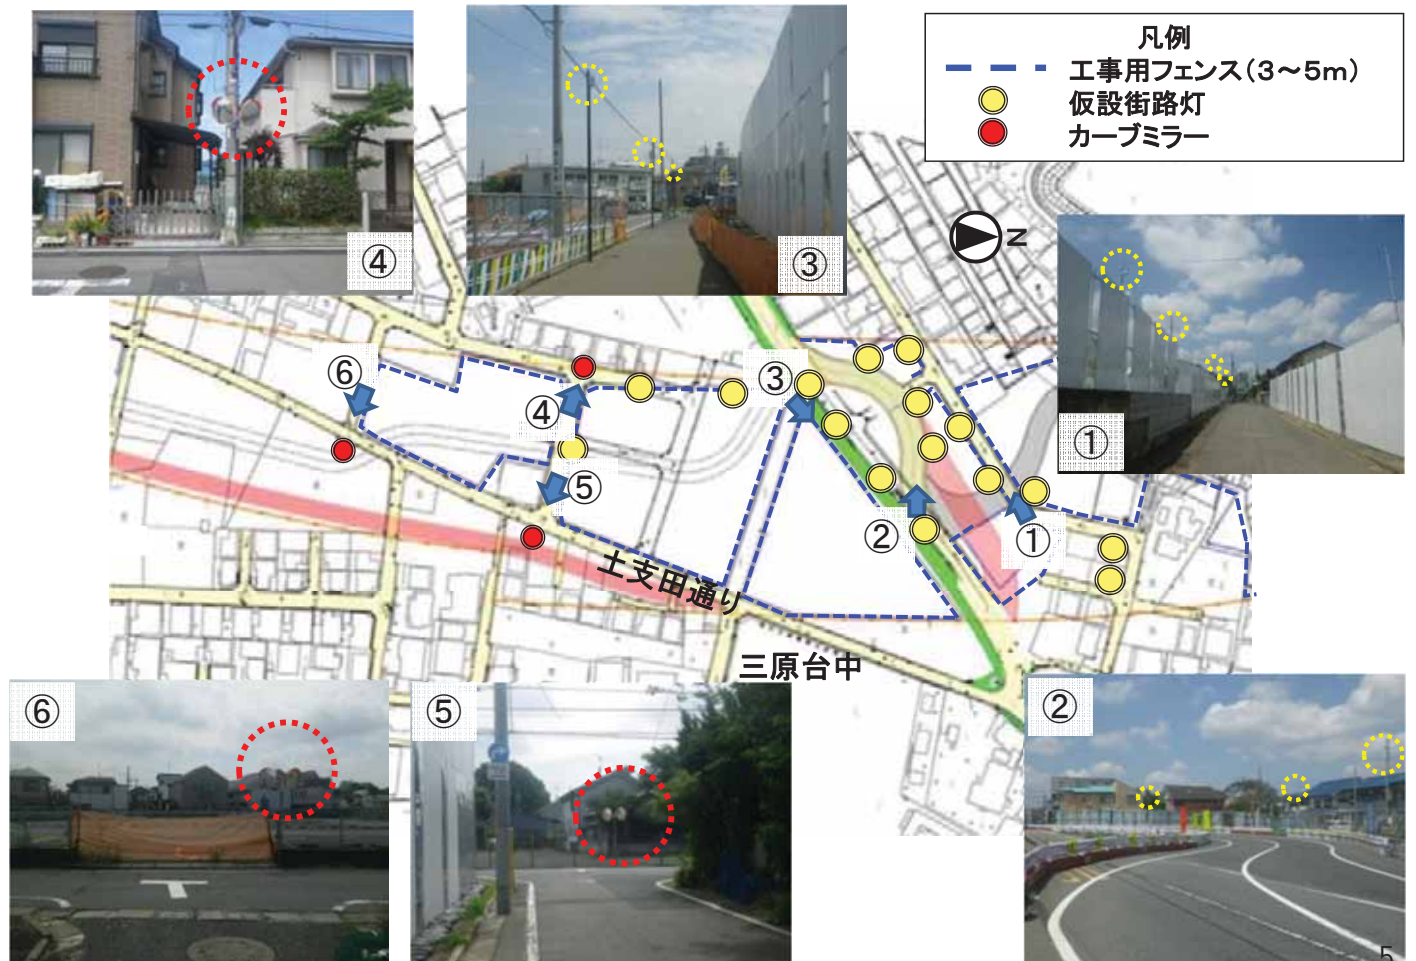 凡例
工事用フェンス(3~5m)
仮設街路灯
カーブミラー
④
③
N
①
⑥
③
④
⑤
②
①
土支田通り
三原台中
⑥
⑤
②
5